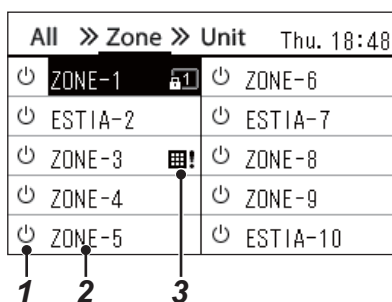 All » Zone » Unit Thu. 18:48
ZONE-1 1 ZONE-6
ESTIA-2 ESTIA-7
ZONE-3 ! ZONE-8
ZONE-4 ZONE-9
ZONE-5 ESTIA-10
1 2 3